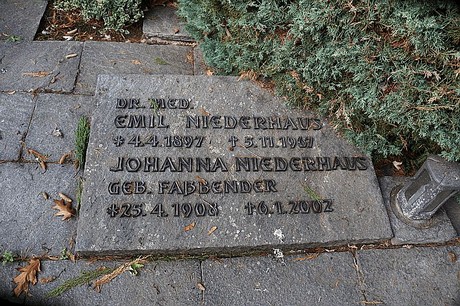 DR. MED.
EMIL NIEDERHAUS
* 4.4.1897 † 5.11.1987
JOHANNA NIEDERHAUS
GEB. FABBENDER
* 25.4.1908 † 6.1.2002